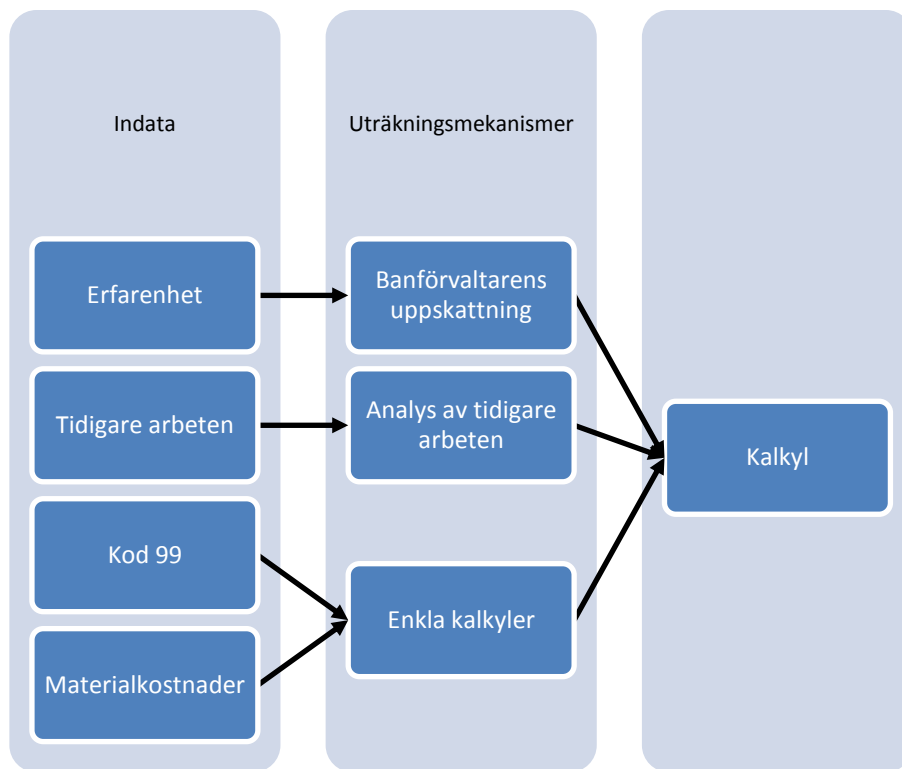 Indata
Uträkningsmekanismer
Erfarenhet
Banförvaltarens
uppskattning
Tidigare arbeten
Analys av tidigare
arbeten
Kalkyl
Kod 99
Enkla kalkyler
Materialkostnader